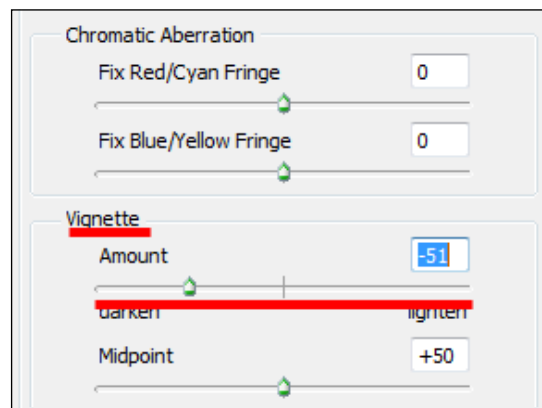 Chromatic Aberration
Fix Red/Cyan Fringe 0
Fix Blue/Yellow Fringe 0
Vignette
Amount -51
darken lighten
Midpoint +50